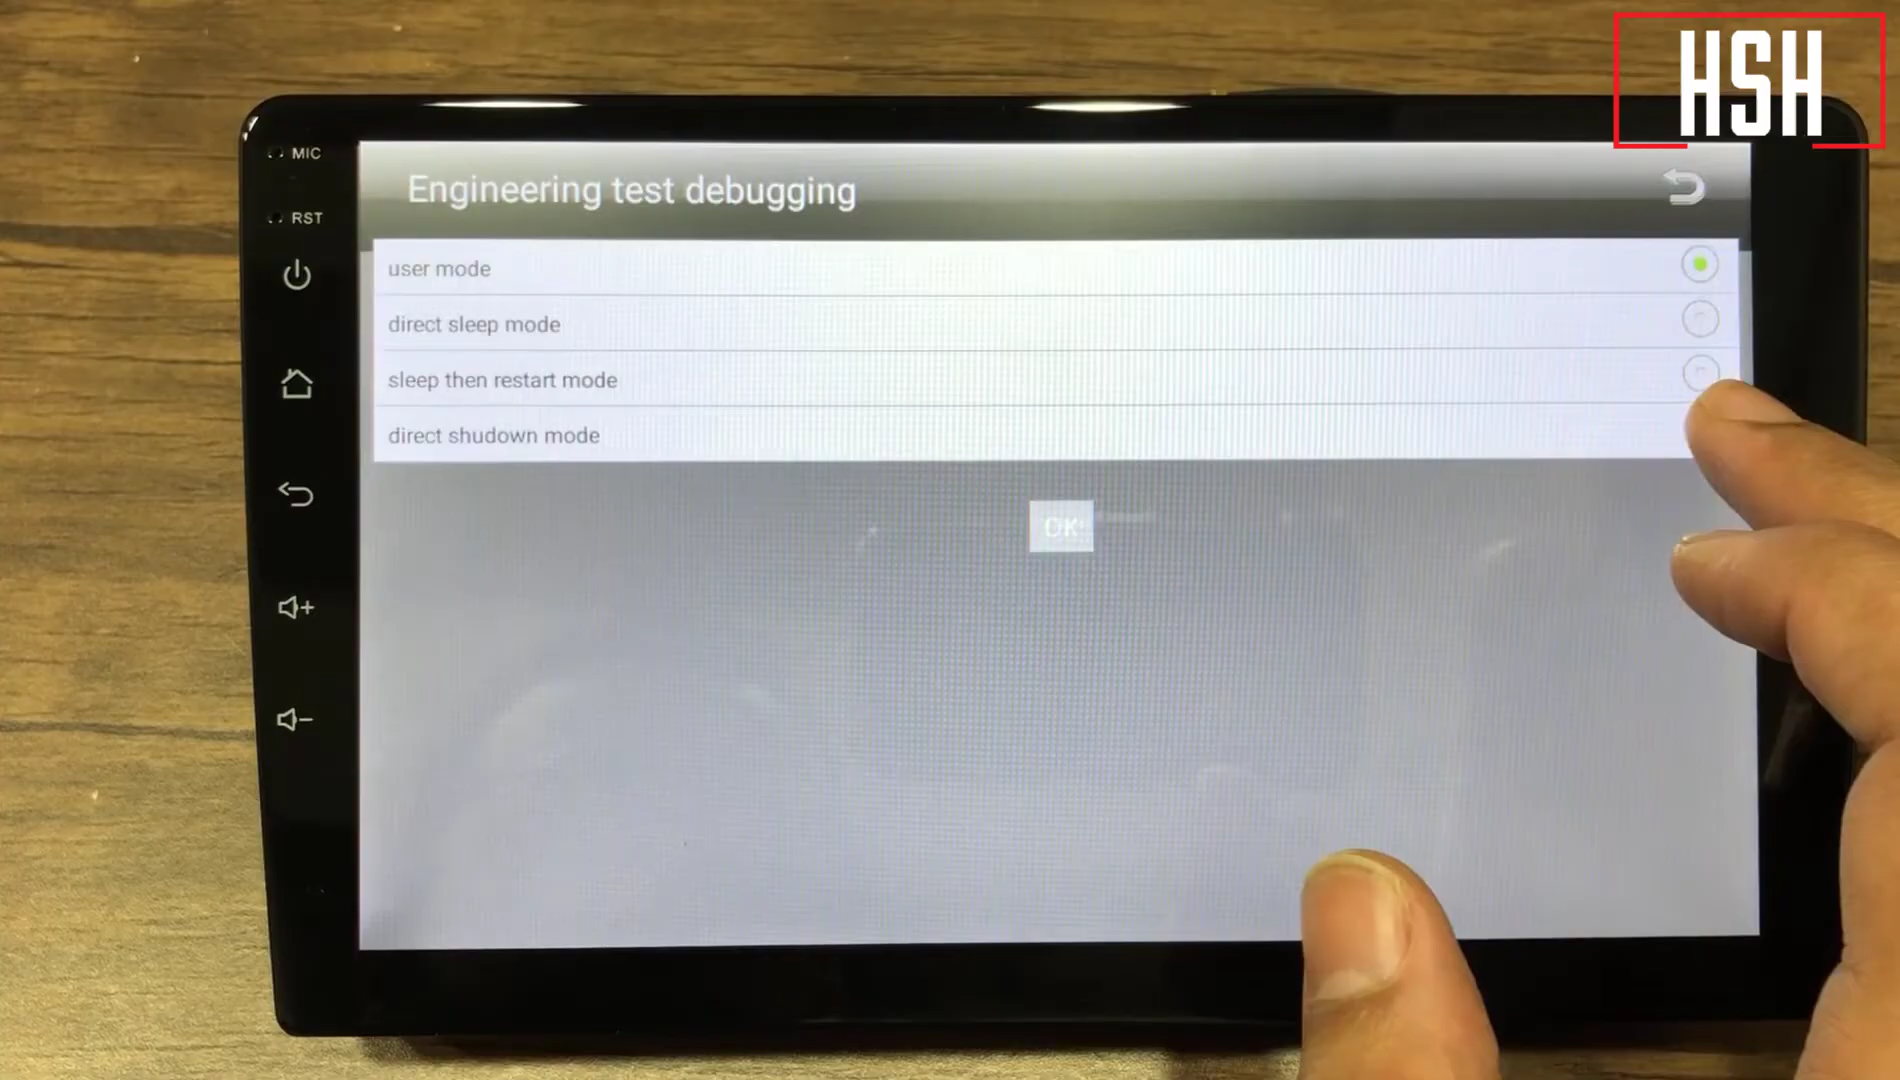 HSH
MIC
Engineering test debugging
RST
user mode
direct sleep mode
sleep then restart mode
direct shudown mode
OK